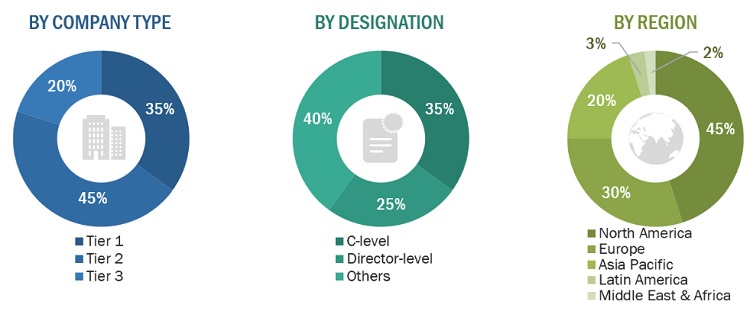 BY COMPANY TYPE
35%
45%
20%
Tier 1
Tier 2
Tier 3
BY DESIGNATION
35%
25%
40%
C-level
Director-level
Others
BY REGION
45%
30%
20%
3%
2%
North America
Europe
Asia Pacific
Latin America
Middle East & Africa